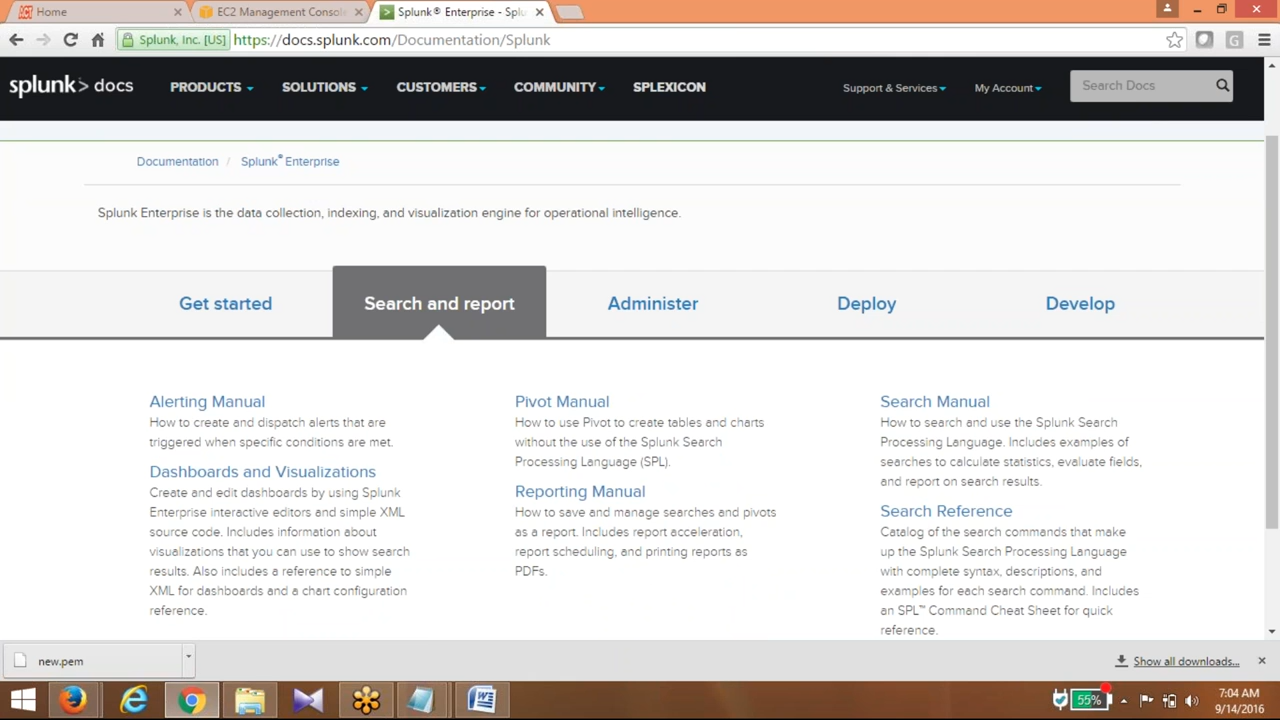 Home
EC2 Management Console
Splunk® Enterprise - Splu
Splunk, Inc. [US]
https://docs.splunk.com/Documentation/Splunk
splunk> docs
PRODUCTS
SOLUTIONS
CUSTOMERS
COMMUNITY
SPLEXICON
Support & Services
My Account
Search Docs
Documentation / Splunk® Enterprise
Splunk Enterprise is the data collection, indexing, and visualization engine for operational intelligence.
Get started
Search and report
Administer
Deploy
Develop
Alerting Manual
How to create and dispatch alerts that are
triggered when specific conditions are met.
Dashboards and Visualizations
Create and edit dashboards by using Splunk
Enterprise interactive editors and simple XML
source code. Includes information about
visualizations that you can use to show search
results. Also includes a reference to simple
XML for dashboards and a chart configuration
reference.
Pivot Manual
How to use Pivot to create tables and charts
without the use of the Splunk Search
Processing Language (SPL).
Reporting Manual
How to save and manage searches and pivots
as a report. Includes report acceleration,
report scheduling, and printing reports as
PDFs.
Search Manual
How to search and use the Splunk Search
Processing Language. Includes examples of
searches to calculate statistics, evaluate fields,
and report on search results.
Search Reference
Catalog of the search commands that make
up the Splunk Search Processing Language
with complete syntax, descriptions, and
examples for each search command. Includes
an SPL™ Command Cheat Sheet for quick
reference.
new.pem
Show all downloads...
55%
7:04 AM
9/14/2016